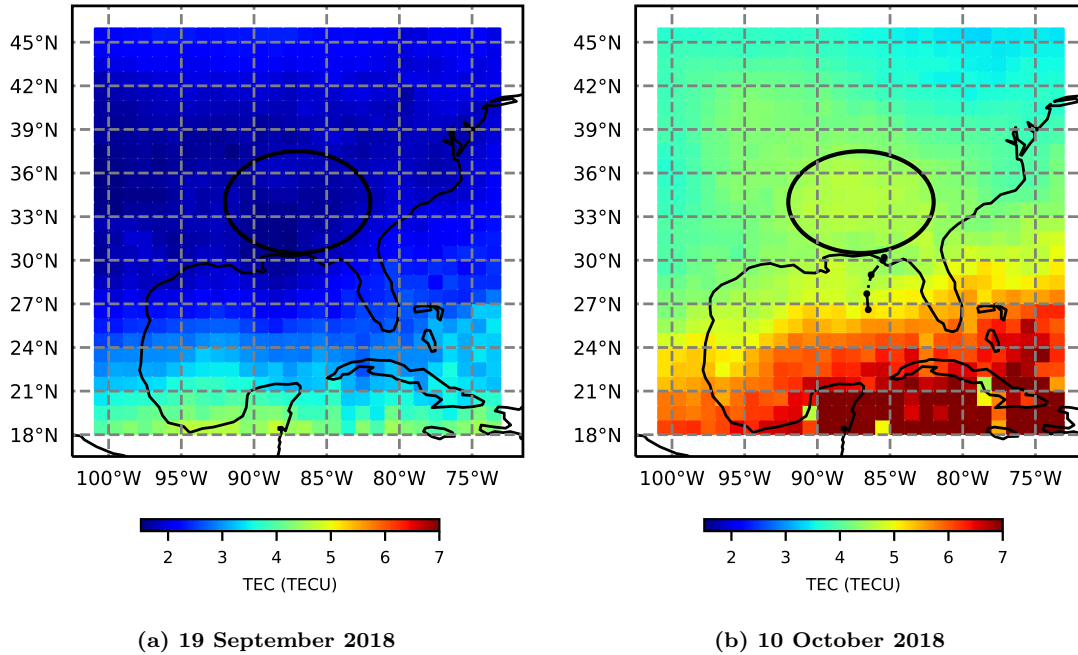 45°N
42°N
39°N
36°N
33°N
30°N
27°N
24°N
21°N
18°N
100°W 95°W 90°W 85°W 80°W 75°W
2 3 4 5 6 7
TEC (TECU)
(a) 19 September 2018
45°N
42°N
39°N
36°N
33°N
30°N
27°N
24°N
21°N
18°N
100°W 95°W 90°W 85°W 80°W 75°W
2 3 4 5 6 7
TEC (TECU)
(b) 10 October 2018